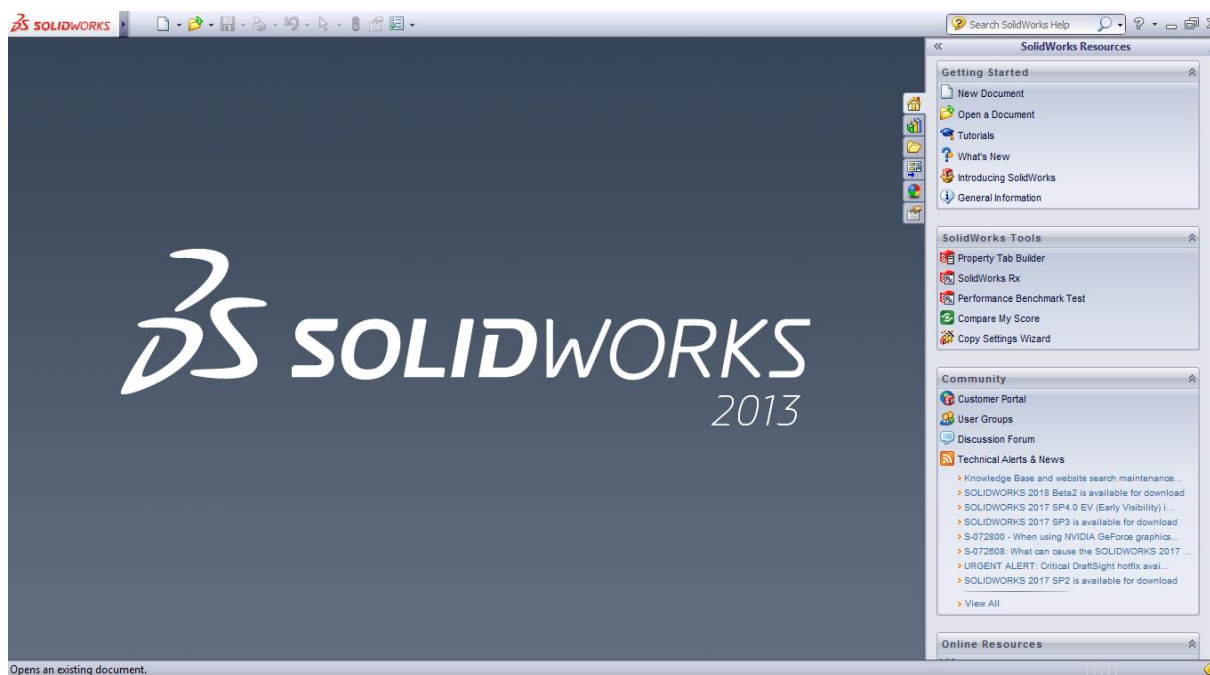 SOLIDWORKS
Search SolidWorks Help
SolidWorks Resources
Getting Started
New Document
Open a Document
Tutorials
What's New
Introducing SolidWorks
General Information
SolidWorks Tools
Property Tab Builder
SolidWorks Rx
Performance Benchmark Test
Compare My Score
Copy Settings Wizard
Community
Customer Portal
User Groups
Discussion Forum
Technical Alerts & News
Knowledge Base and website search maintenance...
SOLIDWORKS 2018 Beta2 is available for download
SOLIDWORKS 2017 SP4.0 EV (Early Visibility) i...
SOLIDWORKS 2017 SP3 is available for download
S-072800 - When using NVIDIA GeForce graphics...
S-072608: What can cause the SOLIDWORKS 2017 ...
URGENT ALERT: Critical DraftSight hotfix avai...
SOLIDWORKS 2017 SP2 is available for download
View All
Online Resources
SOLIDWORKS
2013
Opens an existing document.